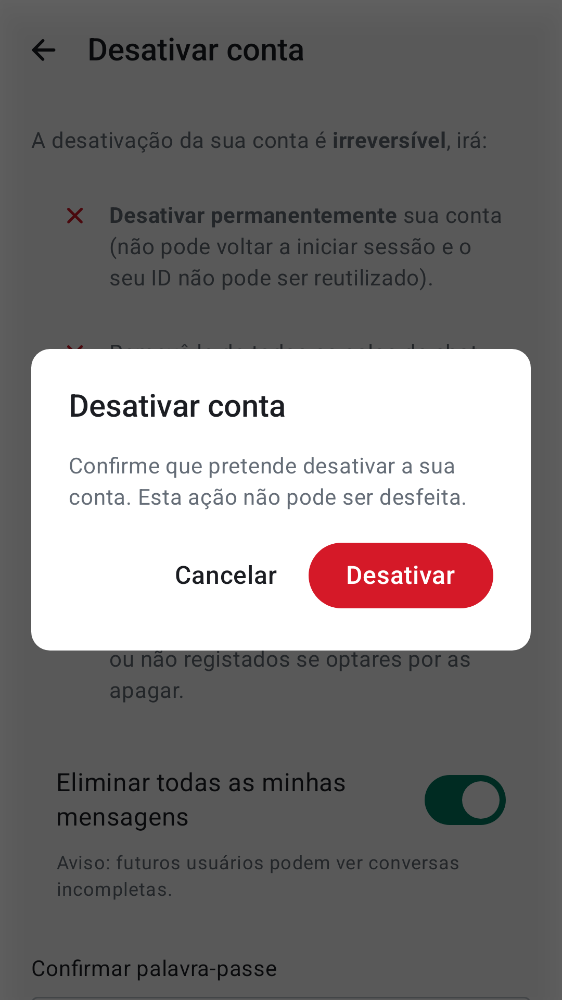 Desativar conta
A desativação da sua conta é irreversível, irá:
Desativar permanentemente sua conta
(não pode voltar a iniciar sessão e o
seu ID não pode ser reutilizado).
Desativar conta
Confirme que pretende desativar a sua
conta. Esta ação não pode ser desfeita.
Cancelar
Desativar
ou não registados se optares por as
apagar.
Eliminar todas as minhas
mensagens
Aviso: futuros usuários podem ver conversas
incompletas.
Confirmar palavra-passe